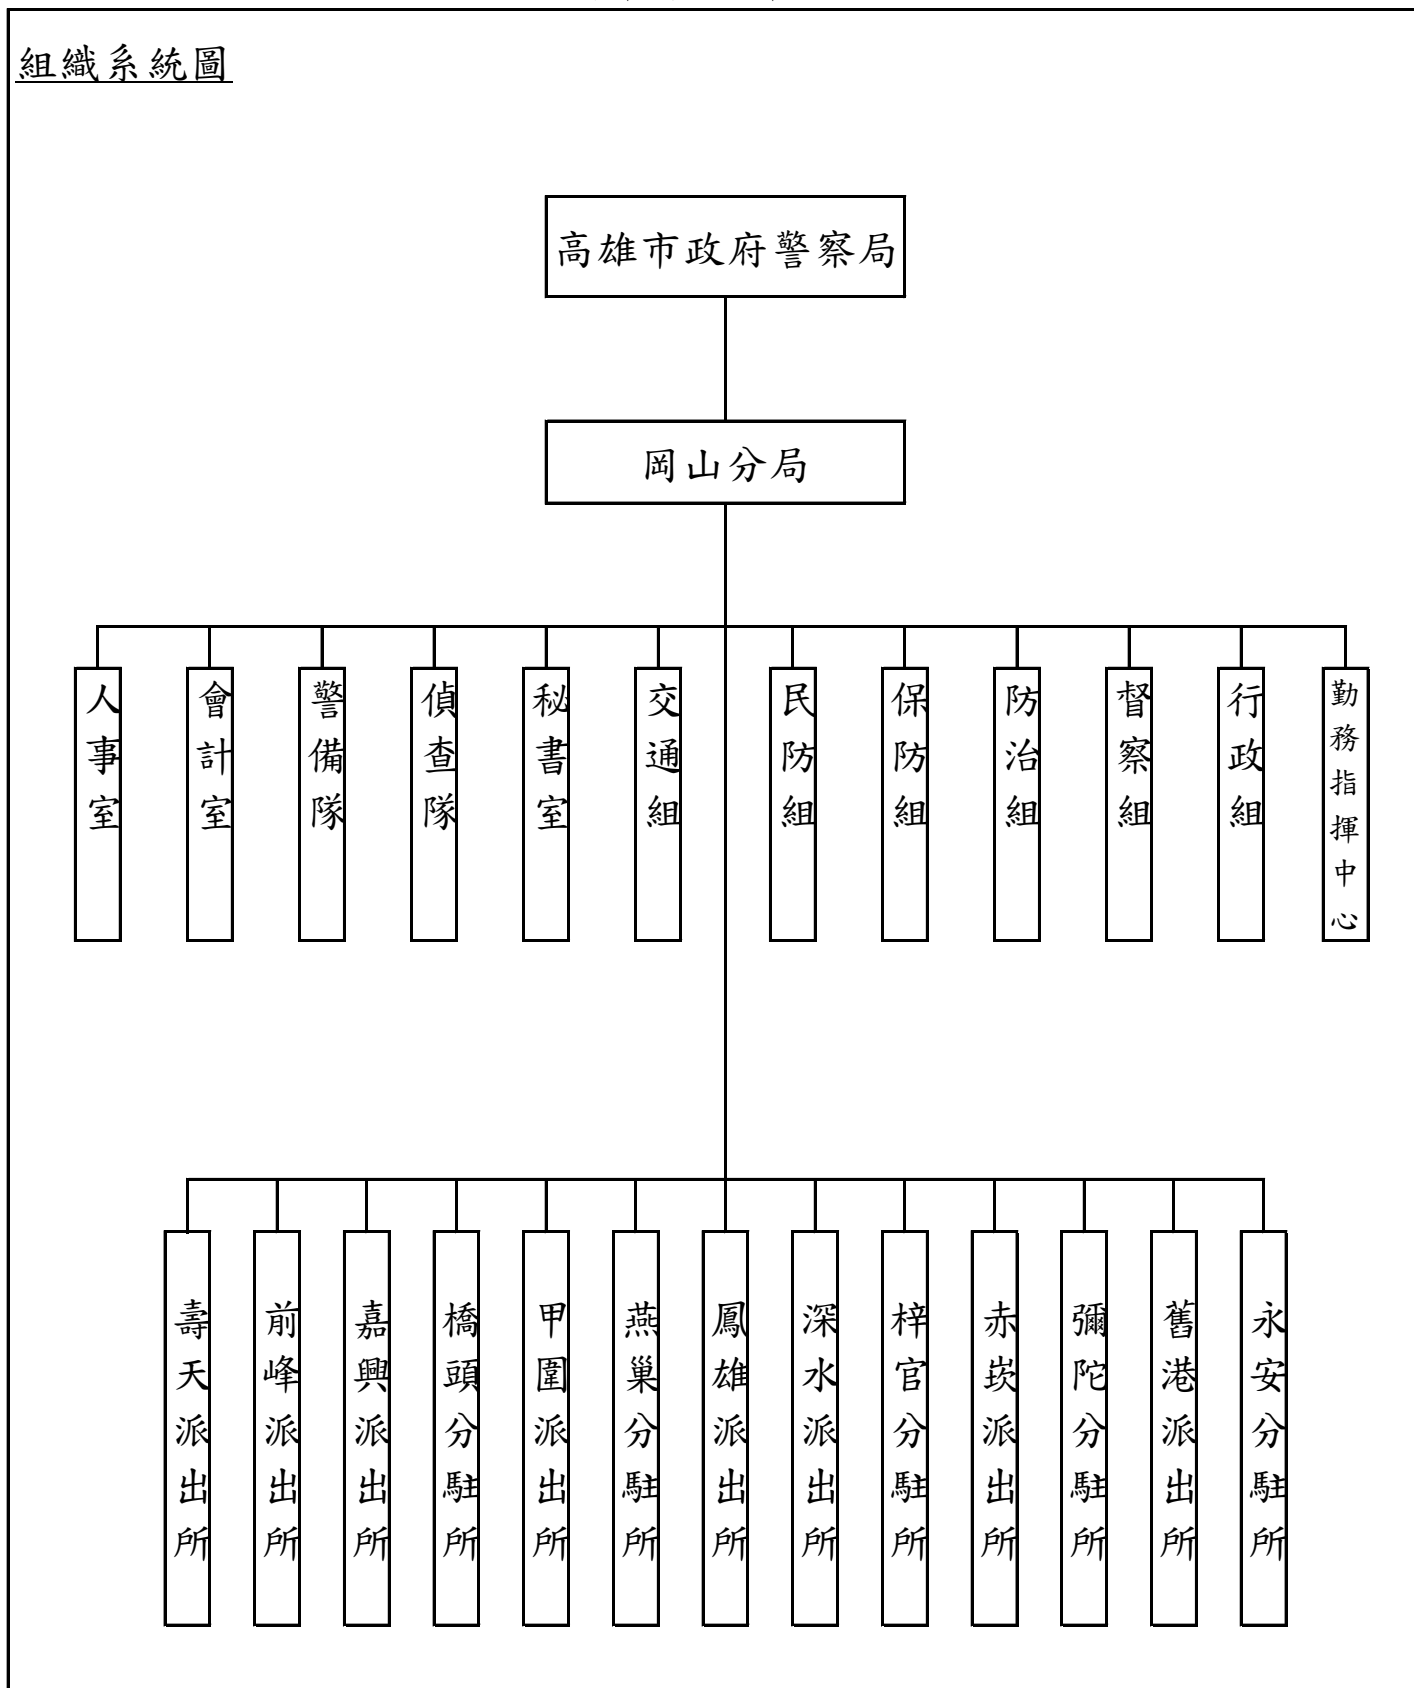 組織系統圖
高雄市政府警察局
岡山分局
人事室
會計室
警備隊
偵查隊
秘書室
交通組
民防組
保防組
防治組
督察組
行政組
勤務指揮中心
壽天派出所
前峰派出所
嘉興派出所
橋頭分駐所
甲圍派出所
燕巢分駐所
鳳雄派出所
深水派出所
梓官分駐所
赤崁派出所
彌陀分駐所
舊港派出所
永安分駐所